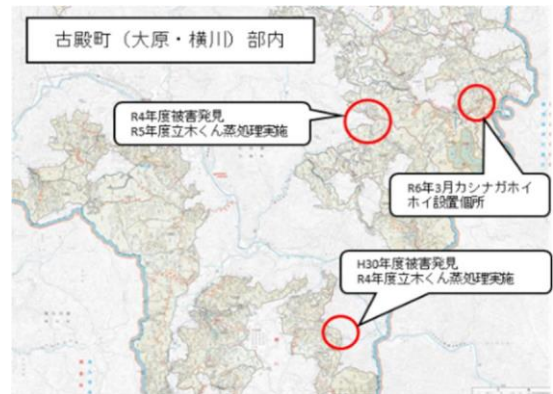 古殿町（大原・横川）部内
R4年度被害発見
R5年度立木くん蒸処理実施
R6年3月カシナガホイ
ホイ設置個所
H30年度被害発見
R4年度立木くん蒸処理実施